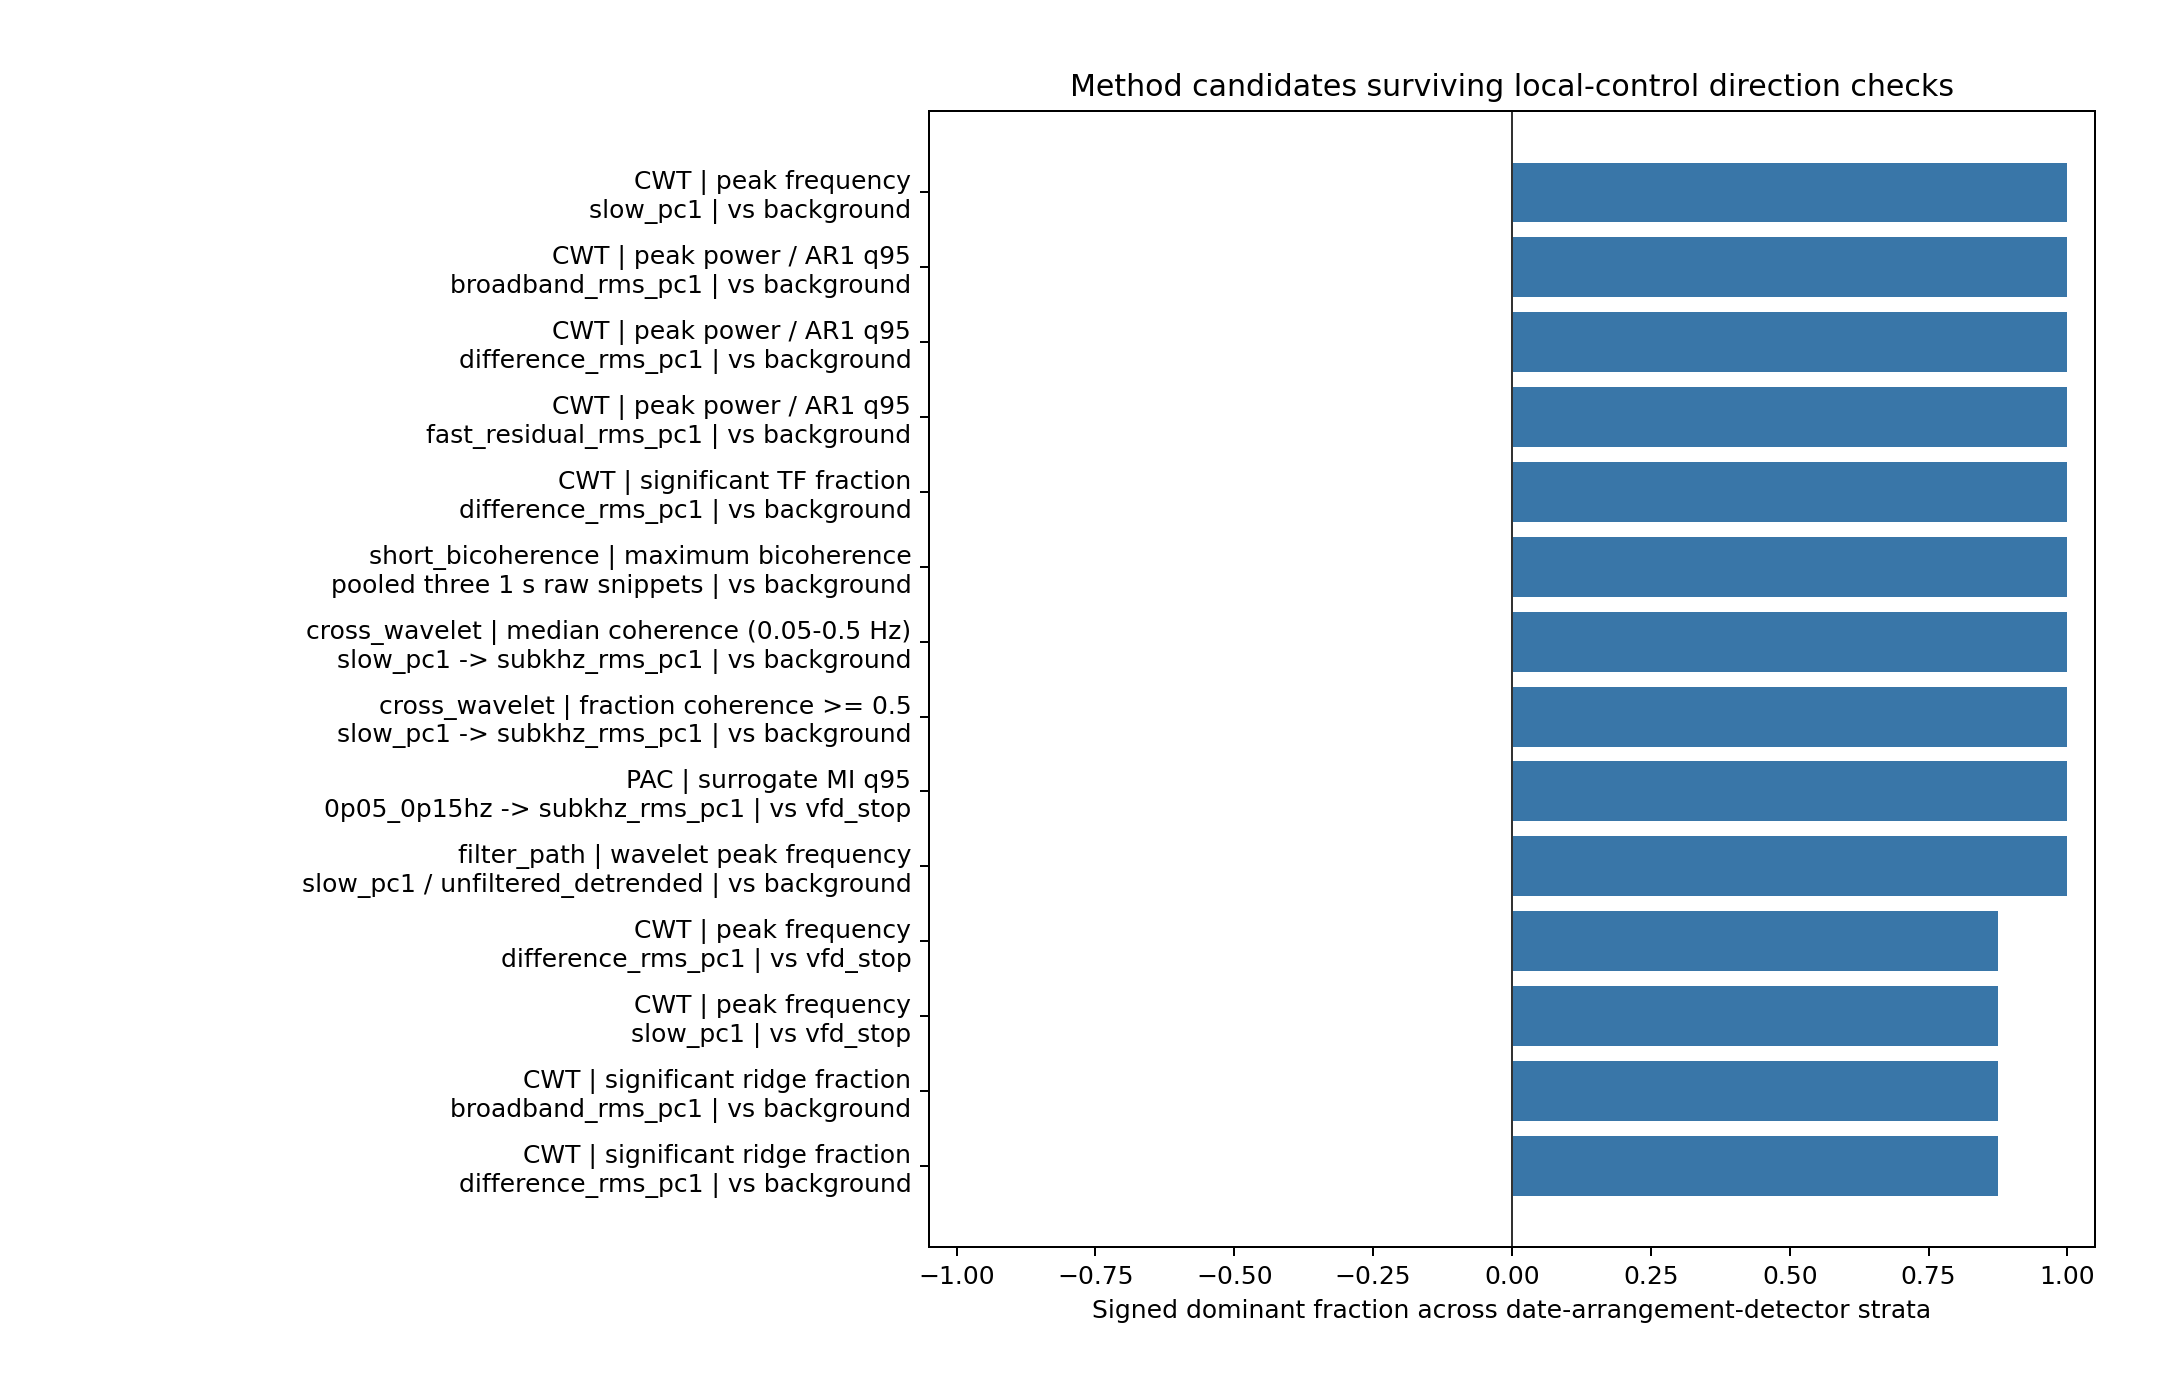 Method candidates surviving local-control direction checks
CWT | peak frequency
slow_pc1 | vs background
CWT | peak power / AR1 q95
broadband_rms_pc1 | vs background
CWT | peak power / AR1 q95
difference_rms_pc1 | vs background
CWT | peak power / AR1 q95
fast_residual_rms_pc1 | vs background
CWT | significant TF fraction
difference_rms_pc1 | vs background
short_bicoherence | maximum bicoherence
pooled three 1 s raw snippets | vs background
cross_wavelet | median coherence (0.05-0.5 Hz)
slow_pc1 -> subkhz_rms_pc1 | vs background
cross_wavelet | fraction coherence >= 0.5
slow_pc1 -> subkhz_rms_pc1 | vs background
PAC | surrogate MI q95
0p05_0p15hz -> subkhz_rms_pc1 | vs vfd_stop
filter_path | wavelet peak frequency
slow_pc1 / unfiltered_detrended | vs background
CWT | peak frequency
difference_rms_pc1 | vs vfd_stop
CWT | peak frequency
slow_pc1 | vs vfd_stop
CWT | significant ridge fraction
broadband_rms_pc1 | vs background
CWT | significant ridge fraction
difference_rms_pc1 | vs background
−1.00 −0.75 −0.50 −0.25 0.00 0.25 0.50 0.75 1.00
Signed dominant fraction across date-arrangement-detector strata